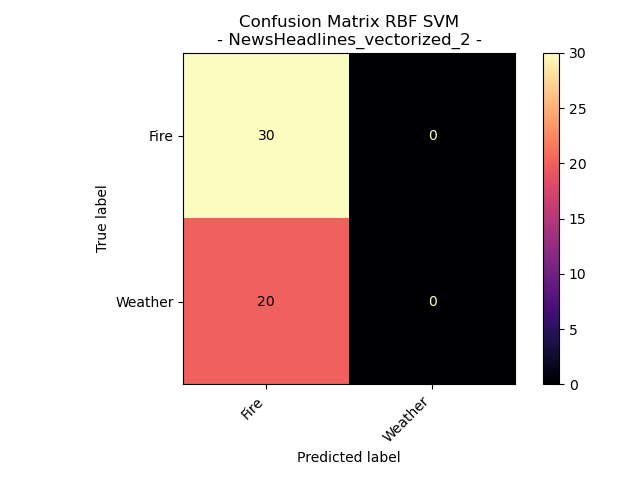 Confusion Matrix RBF SVM
- NewsHeadlines_vectorized_2 -
True label
Fire
Weather
30
0
20
0
Fire
Weather
Predicted label
30
25
20
15
10
5
0